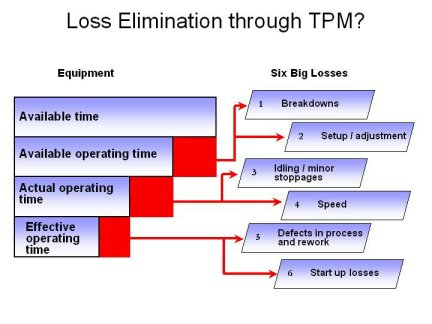 Loss Elimination through TPM?
Equipment
Six Big Losses
Available time
Available operating time
Actual operating
time
Effective
operating
time
1 Breakdowns
2 Setup / adjustment
3 Idling / minor
stoppages
4 Speed
5 Defects in process
and rework
6 Start up losses